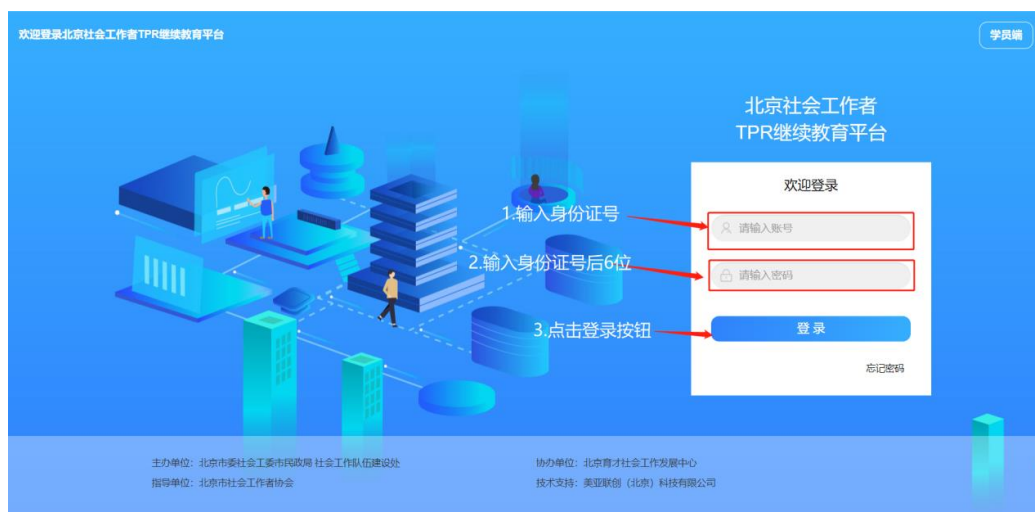 欢迎登录北京社会工作者TPR继续教育平台
学员端
北京社会工作者
TPR继续教育平台
欢迎登录
1.输入身份证号
请输入账号
2.输入身份证号后6位
请输入密码
3.点击登录按钮
登录
忘记密码
主办单位：北京市委社会工委市民政局 社会工作队伍建设处
协办单位：北京育才社会工作发展中心
指导单位：北京市社会工作者协会
技术支持：美亚联创（北京）科技有限公司